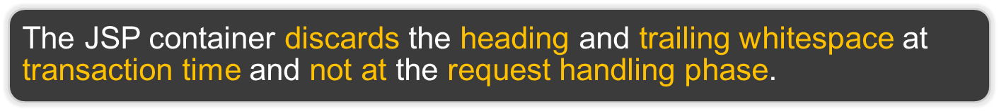 The JSP container discards the heading and trailing whitespace at
transaction time and not at the request handling phase.